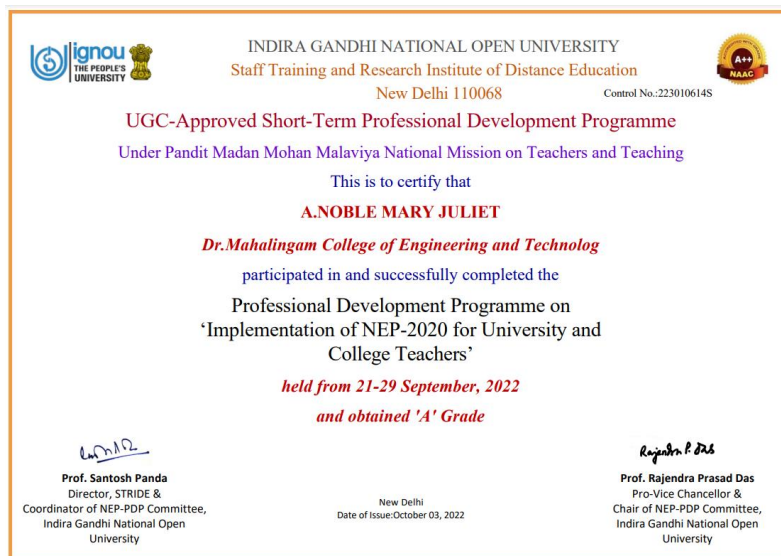 ignou
THE PEOPLE'S
UNIVERSITY
INDIRA GANDHI NATIONAL OPEN UNIVERSITY
Staff Training and Research Institute of Distance Education
New Delhi 110068
Control No.:223010614S
A++
NAAC
UGC-Approved Short-Term Professional Development Programme
Under Pandit Madan Mohan Malaviya National Mission on Teachers and Teaching
This is to certify that
A.NOBLE MARY JULIET
Dr.Mahalingam College of Engineering and Technolog
participated in and successfully completed the
Professional Development Programme on
‘Implementation of NEP-2020 for University and
College Teachers’
held from 21-29 September, 2022
and obtained 'A' Grade
Prof. Santosh Panda
Director, STRIDE &
Coordinator of NEP-PDP Committee,
Indira Gandhi National Open
University
New Delhi
Date of Issue:October 03, 2022
Rajendra P. Das
Prof. Rajendra Prasad Das
Pro-Vice Chancellor &
Chair of NEP-PDP Committee,
Indira Gandhi National Open
University